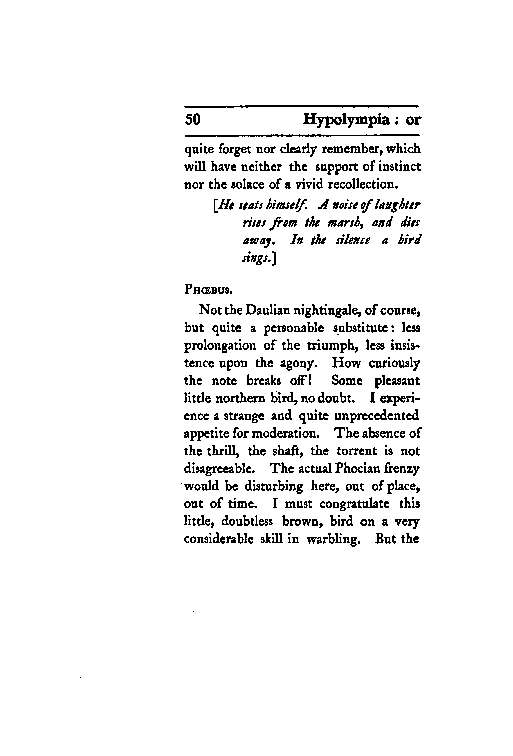 50 Hypolympia : or
quite forget nor clearly remember, which
will have neither the support of instinct
nor the solace of a vivid recollection.
[He seats himself. A noise of laughter
rises from the marsh, and dies
away. In the silence a bird
sings.]
Phœbus.
Not the Daulian nightingale, of course,
but quite a personable substitute : less
prolongation of the triumph, less insis-
tence upon the agony. How curiously
the note breaks off! Some pleasant
little northern bird, no doubt. I experi-
ence a strange and quite unprecedented
appetite for moderation. The absence of
the thrill, the shaft, the torrent is not
disagreeable. The actual Phocian frenzy
would be disturbing here, out of place,
out of time. I must congratulate this
little, doubtless brown, bird on a very
considerable skill in warbling. But the